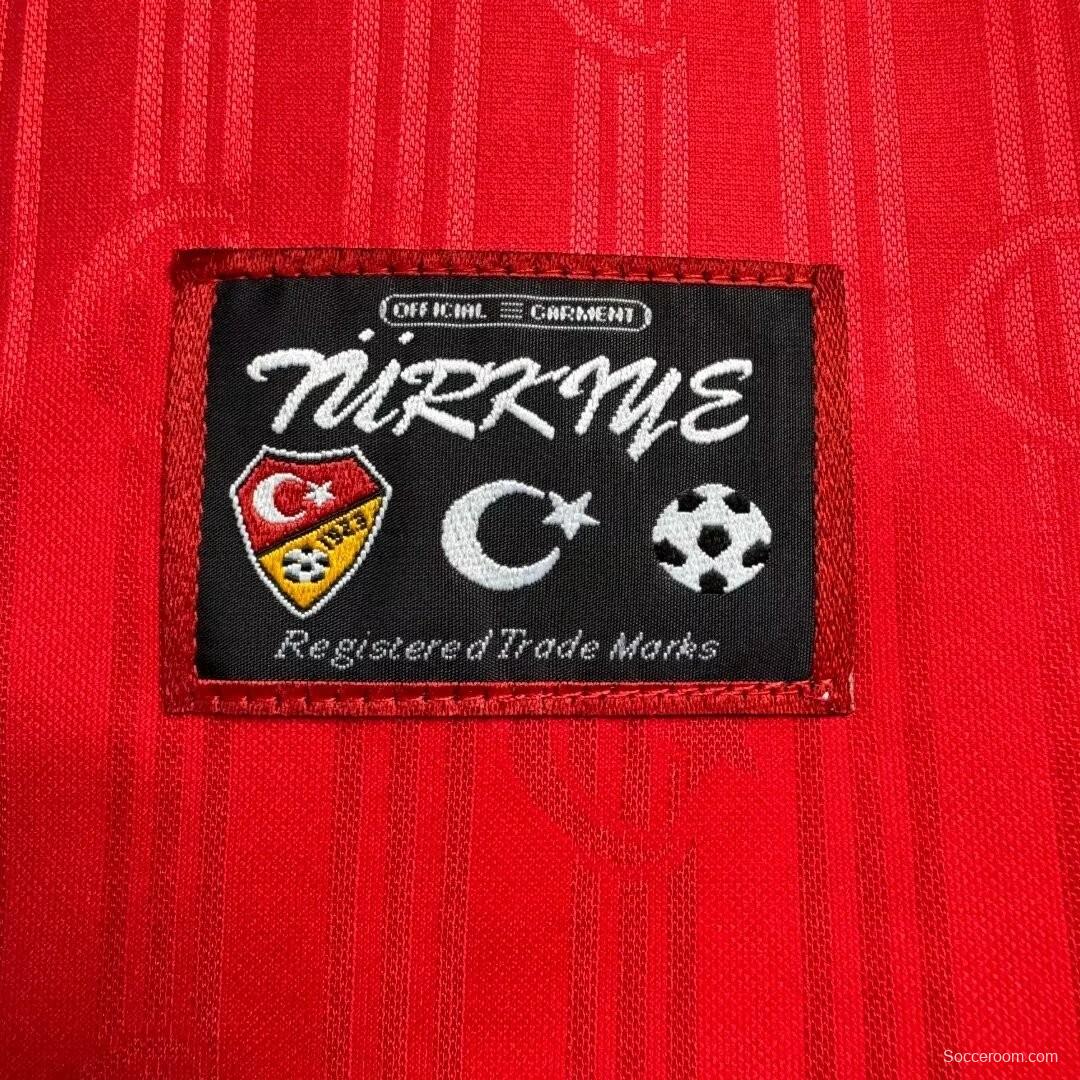 OFFICIAL GARMENT
TÜRKIYE
1923
Registered Trade Marks
Socceroom.com